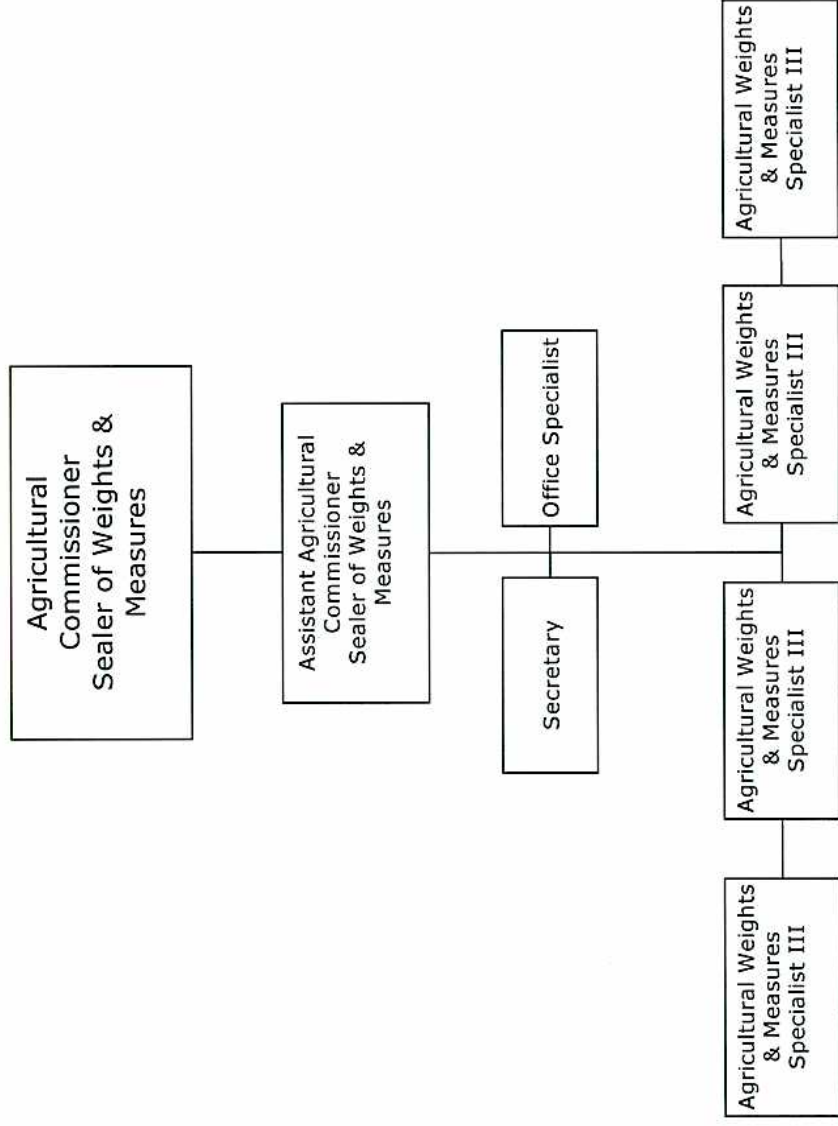 Agricultural
Commissioner
Sealer of Weights &
Measures
Assistant Agricultural
Commissioner
Sealer of Weights &
Measures
Secretary
Office Specialist
Agricultural Weights
& Measures
Specialist III
Agricultural Weights
& Measures
Specialist III
Agricultural Weights
& Measures
Specialist III
Agricultural Weights
& Measures
Specialist III